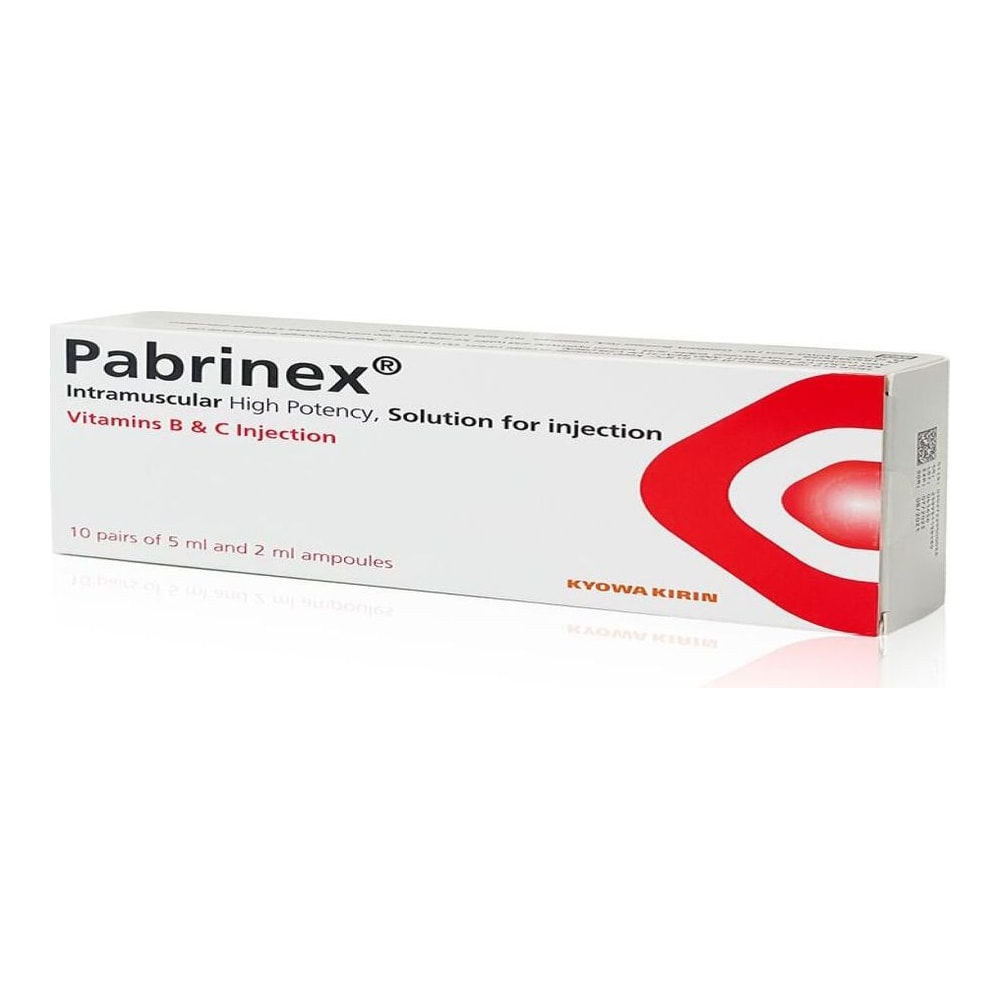 Pabrinex®
Intramuscular High Potency, Solution for injection
Vitamins B & C Injection
10 pairs of 5 ml and 2 ml ampoules
KYOWA KIRIN